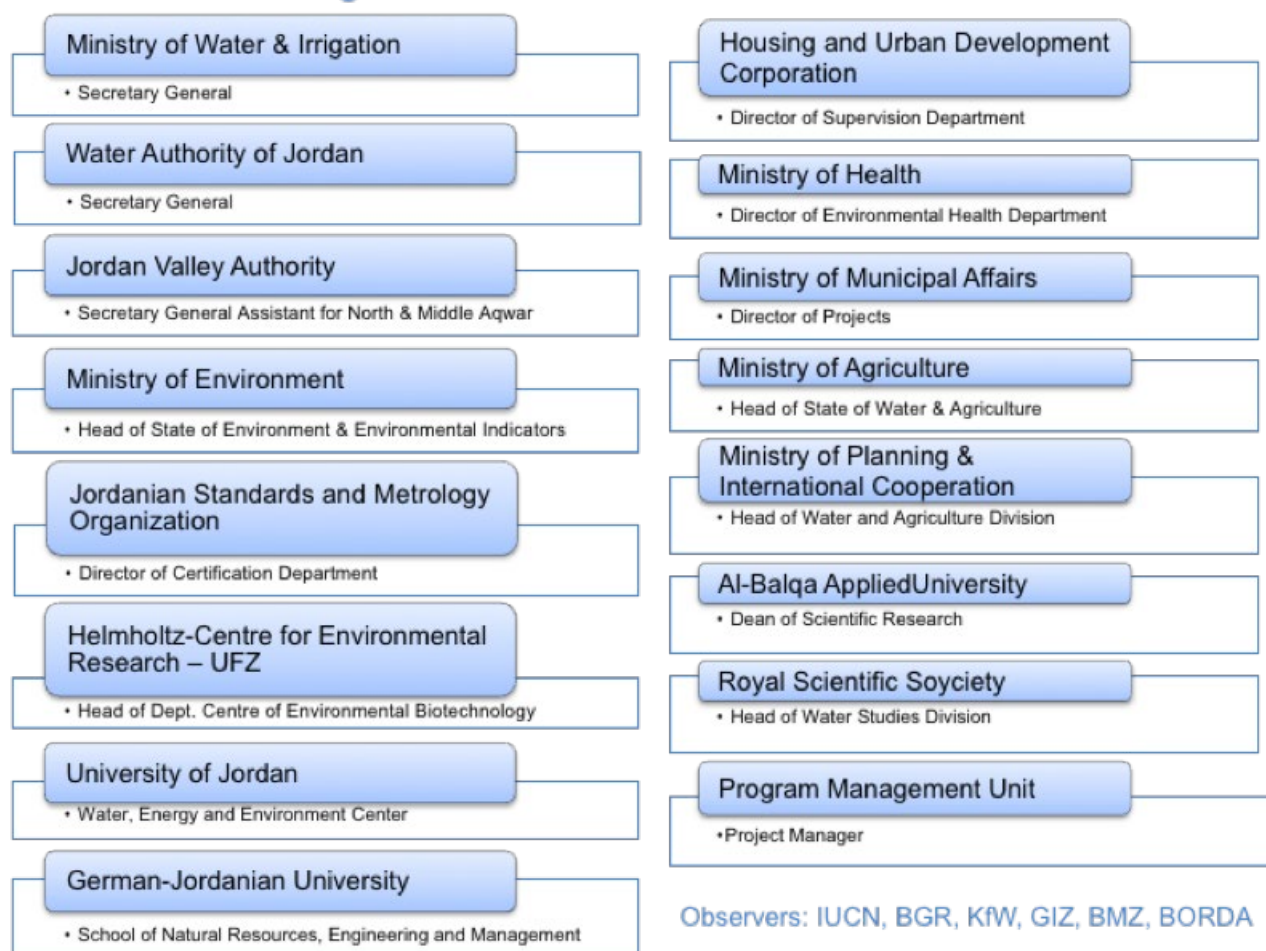 Ministry of Water & Irrigation
• Secretary General
Water Authority of Jordan
• Secretary General
Jordan Valley Authority
• Secretary General Assistant for North & Middle Aqwar
Ministry of Environment
• Head of State of Environment & Environmental Indicators
Jordanian Standards and Metrology
Organization
• Director of Certification Department
Helmholtz-Centre for Environmental
Research – UFZ
• Head of Dept. Centre of Environmental Biotechnology
University of Jordan
• Water, Energy and Environment Center
German-Jordanian University
• School of Natural Resources, Engineering and Management
Housing and Urban Development
Corporation
• Director of Supervision Department
Ministry of Health
• Director of Environmental Health Department
Ministry of Municipal Affairs
• Director of Projects
Ministry of Agriculture
• Head of State of Water & Agriculture
Ministry of Planning &
International Cooperation
• Head of Water and Agriculture Division
Al-Balqa AppliedUniversity
• Dean of Scientific Research
Royal Scientific Soyciety
• Head of Water Studies Division
Program Management Unit
•Project Manager
Observers: IUCN, BGR, KfW, GIZ, BMZ, BORDA